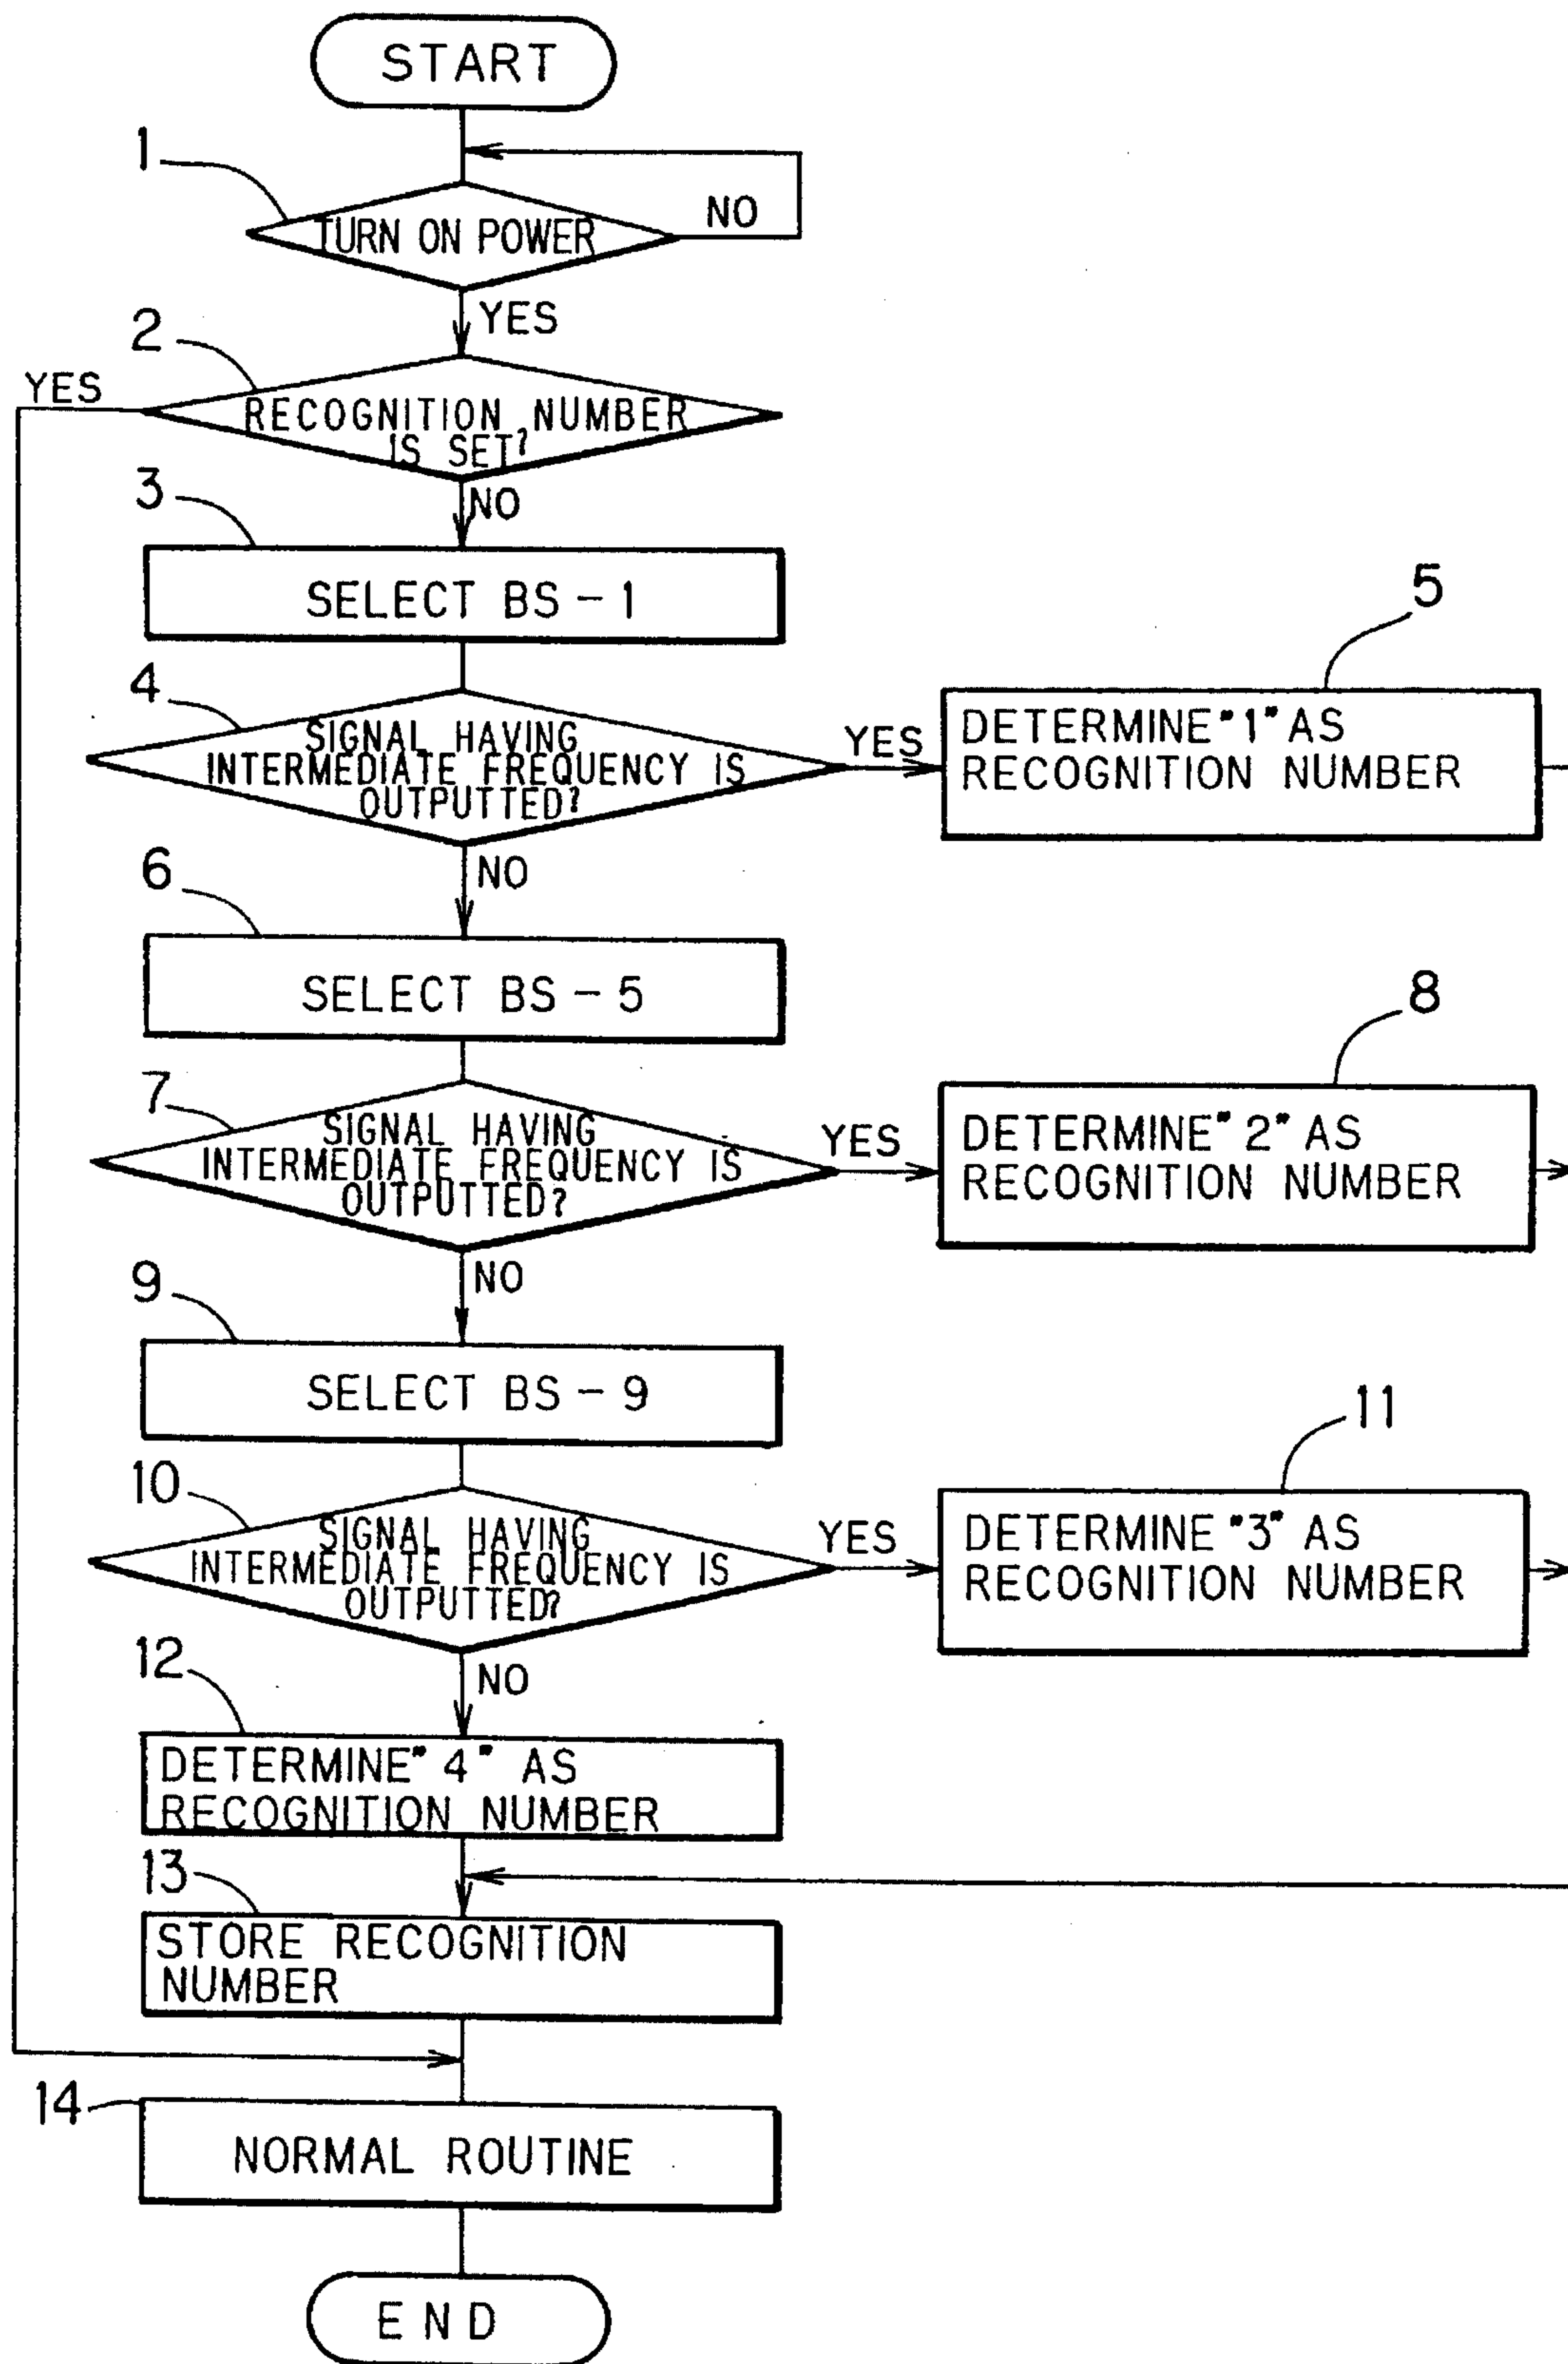 START
1
TURN ON POWER
NO
YES
2
YES
RECOGNITION NUMBER
IS SET?
NO
3
SELECT BS-1
4
SIGNAL HAVING
INTERMEDIATE FREQUENCY IS
OUTPUTTED?
YES
5
DETERMINE "1" AS
RECOGNITION NUMBER
NO
6
SELECT BS-5
7
SIGNAL HAVING
INTERMEDIATE FREQUENCY IS
OUTPUTTED?
YES
8
DETERMINE "2" AS
RECOGNITION NUMBER
NO
9
SELECT BS-9
10
SIGNAL HAVING
INTERMEDIATE FREQUENCY IS
OUTPUTTED?
YES
11
DETERMINE "3" AS
RECOGNITION NUMBER
NO
12
DETERMINE "4" AS
RECOGNITION NUMBER
13
STORE RECOGNITION
NUMBER
14
NORMAL ROUTINE
END